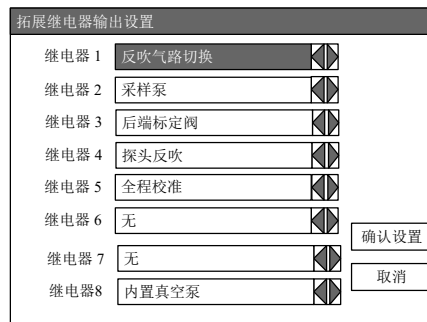 拓展继电器输出设置
继电器 1 反吹气路切换
继电器 2 采样泵
继电器 3 后端标定阀
继电器 4 探头反吹
继电器 5 全程校准
继电器 6 无
确认设置
继电器 7 无
取消
继电器8 内置真空泵